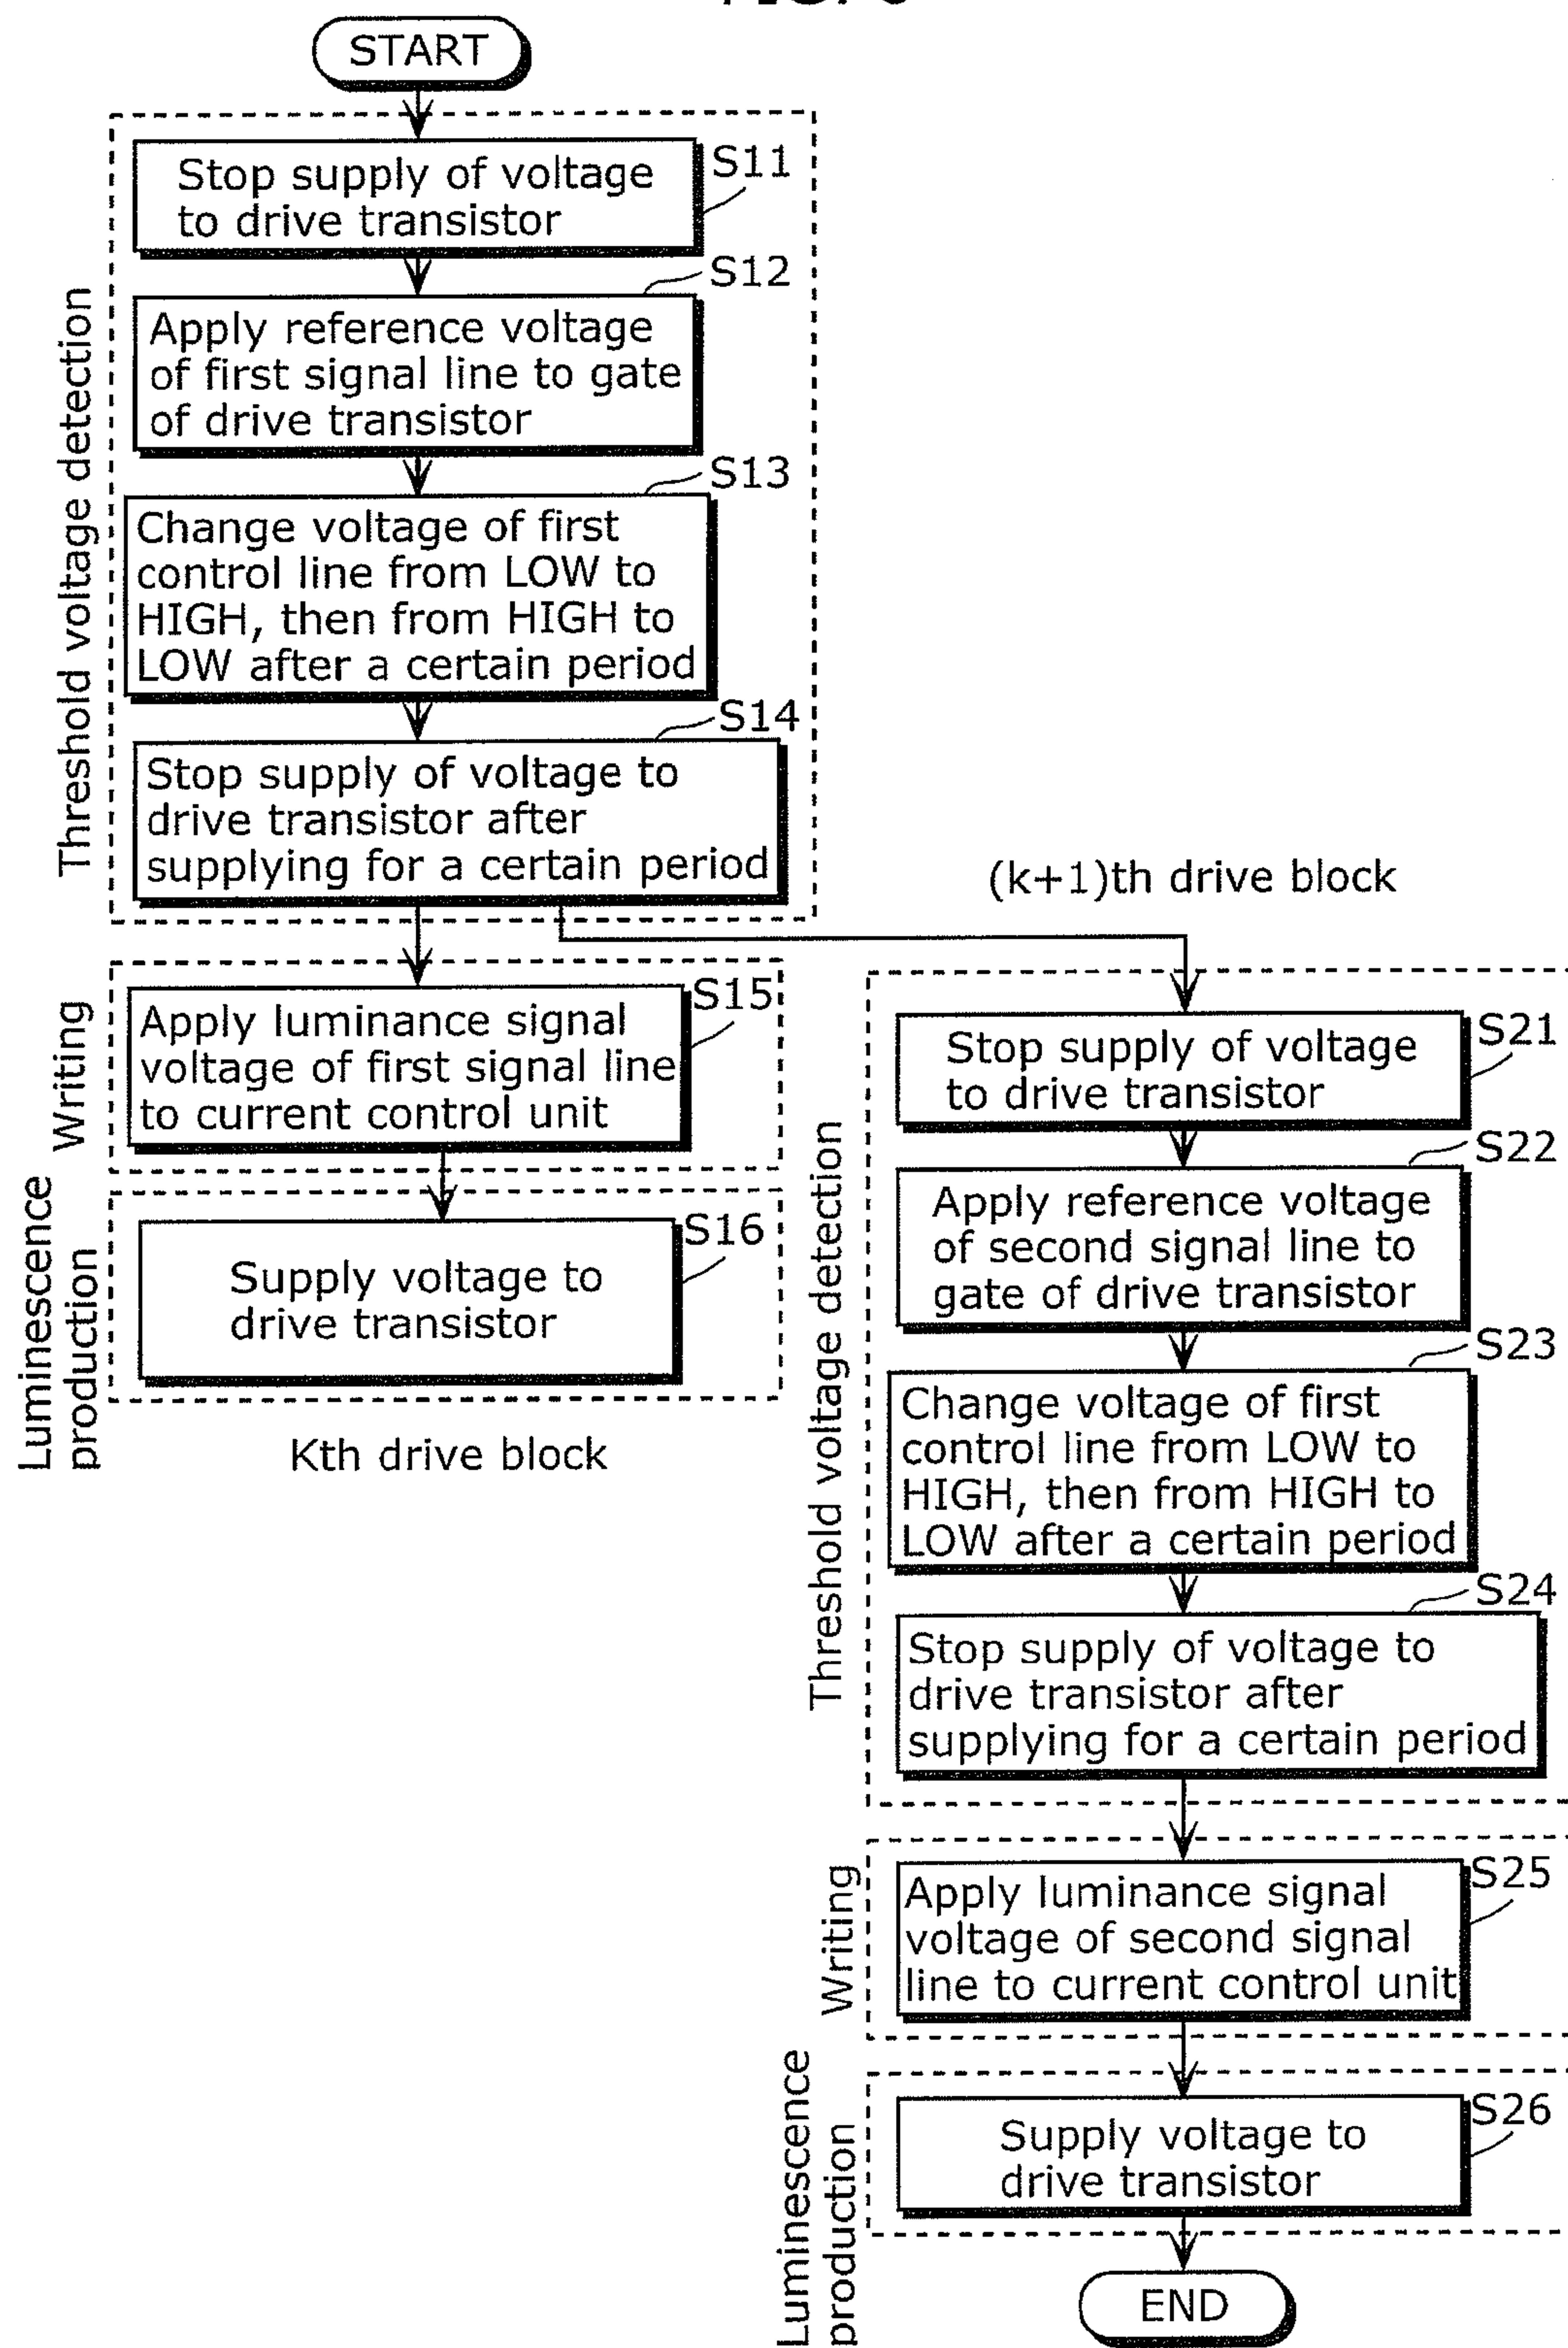 START
Threshold voltage detection
Stop supply of voltage
to drive transistor
S11
S12
Apply reference voltage
of first signal line to gate
of drive transistor
S13
Change voltage of first
control line from LOW to
HIGH, then from HIGH to
LOW after a certain period
S14
Stop supply of voltage to
drive transistor after
supplying for a certain period
Writing
Apply luminance signal
voltage of first signal line
to current control unit
S15
Luminescence
production
Supply voltage to
drive transistor
S16
Kth drive block
(k+1)th drive block
Threshold voltage detection
Stop supply of voltage
to drive transistor
S21
S22
Apply reference voltage
of second signal line to
gate of drive transistor
S23
Change voltage of first
control line from LOW to
HIGH, then from HIGH to
LOW after a certain period
S24
Stop supply of voltage to
drive transistor after
supplying for a certain period
Writing
Apply luminance signal
voltage of second signal
line to current control unit
S25
Luminescence
production
Supply voltage to
drive transistor
S26
END